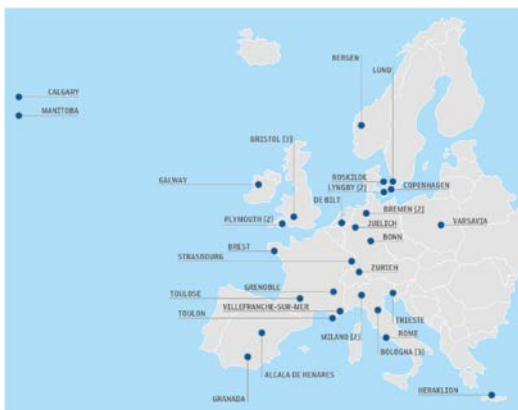 BERGEN
LUND
CALGARY
MANITOBA
BRISTOL [3]
GALWAY
ROSKILDE
LYNGBY [2]
COPENHAGEN
DE BILT
BREMEN [2]
PLYMOUTH [2]
JUELICH
VARSAVIA
BONN
BREST
STRASBOURG
ZURICH
GRENOBLE
TOULOSE
VILLEFRANCHE-SUR-MER
TRIESTE
TOULON
ROME
MILANO [2]
BOLOGNA [3]
ALCALA DE HENARES
GRANADA
HERAKLION